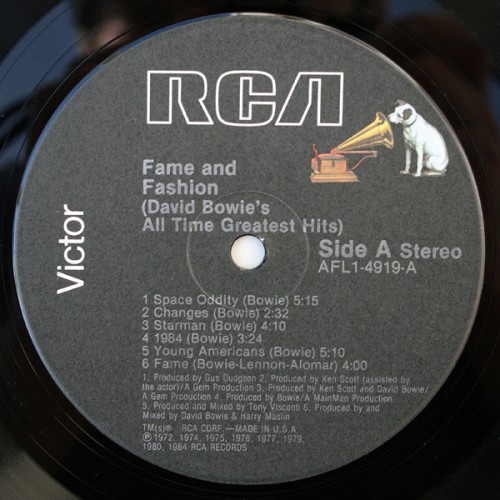 RCA
Victor
Fame and
Fashion
(David Bowie's
All Time Greatest Hits)
Side A Stereo
AFL1-4919-A
1 Space Oddity (Bowie) 5:15
2 Changes (Bowie) 2:32
3 Starman (Bowie) 4:10
4 1984 (Bowie) 3:24
5 Young Americans (Bowie) 5:10
6 Fame (Bowie-Lennon-Alomar) 4:00
1. Produced by Gus Dudgeon 2. Produced by Ken Scott (assisted by
the actor)/A Gem Production 3. Produced by Ken Scott and David Bowie/
A Gem Production 4. Produced by Bowie/A MainMan Production
5. Produced and Mixed by Tony Visconti 6. Produced by and
Mixed by David Bowie & Harry Maslin
TM(s)® RCA CORP.—MADE IN U.S.A.
℗ 1972, 1974, 1975, 1976, 1977, 1979,
1980, 1984 RCA RECORDS